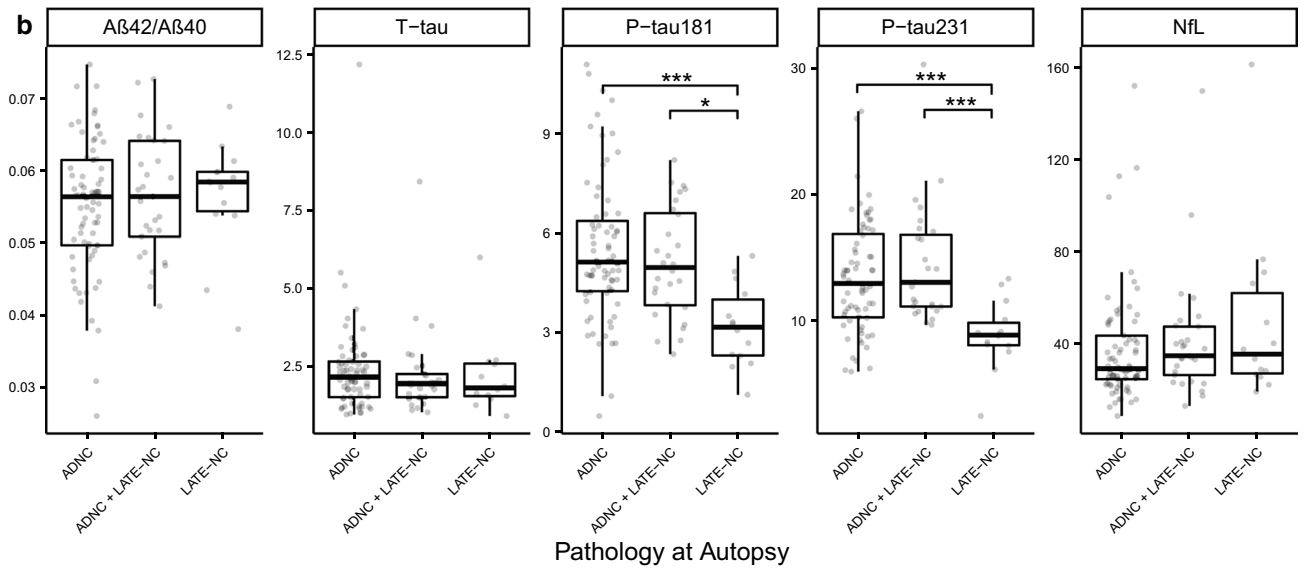 b
Aß42/Aß40
T−tau
P−tau181
P−tau231
NfL
0.07
0.06
0.05
0.04
0.03
12.5
10.0
7.5
5.0
2.5
9
6
3
0
***
*
30
20
10
***
***
160
120
80
40
ADNC
ADNC + LATE−NC
LATE−NC
ADNC
ADNC + LATE−NC
LATE−NC
ADNC
ADNC + LATE−NC
LATE−NC
ADNC
ADNC + LATE−NC
LATE−NC
ADNC
ADNC + LATE−NC
LATE−NC
Pathology at Autopsy